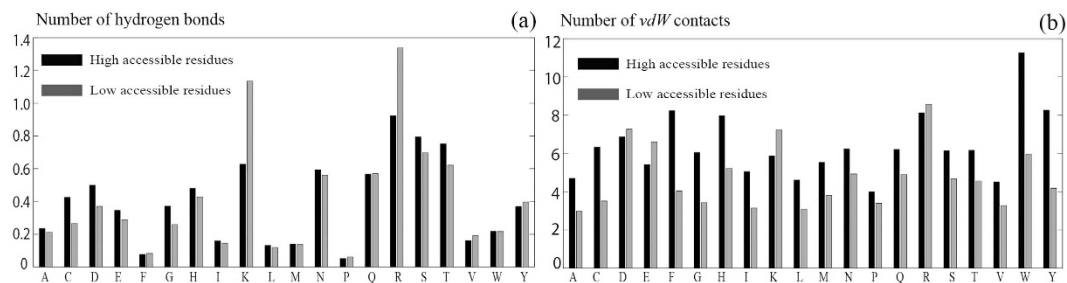 Number of hydrogen bonds (a)
1.4
1.2
1.0
0.8
0.6
0.4
0.2
0
High accessible residues
Low accessible residues
A C D E F G H I K L M N P Q R S T V W Y
Number of vdW contacts (b)
12
10
8
6
4
2
0
High accessible residues
Low accessible residues
A C D E F G H I K L M N P Q R S T V W Y